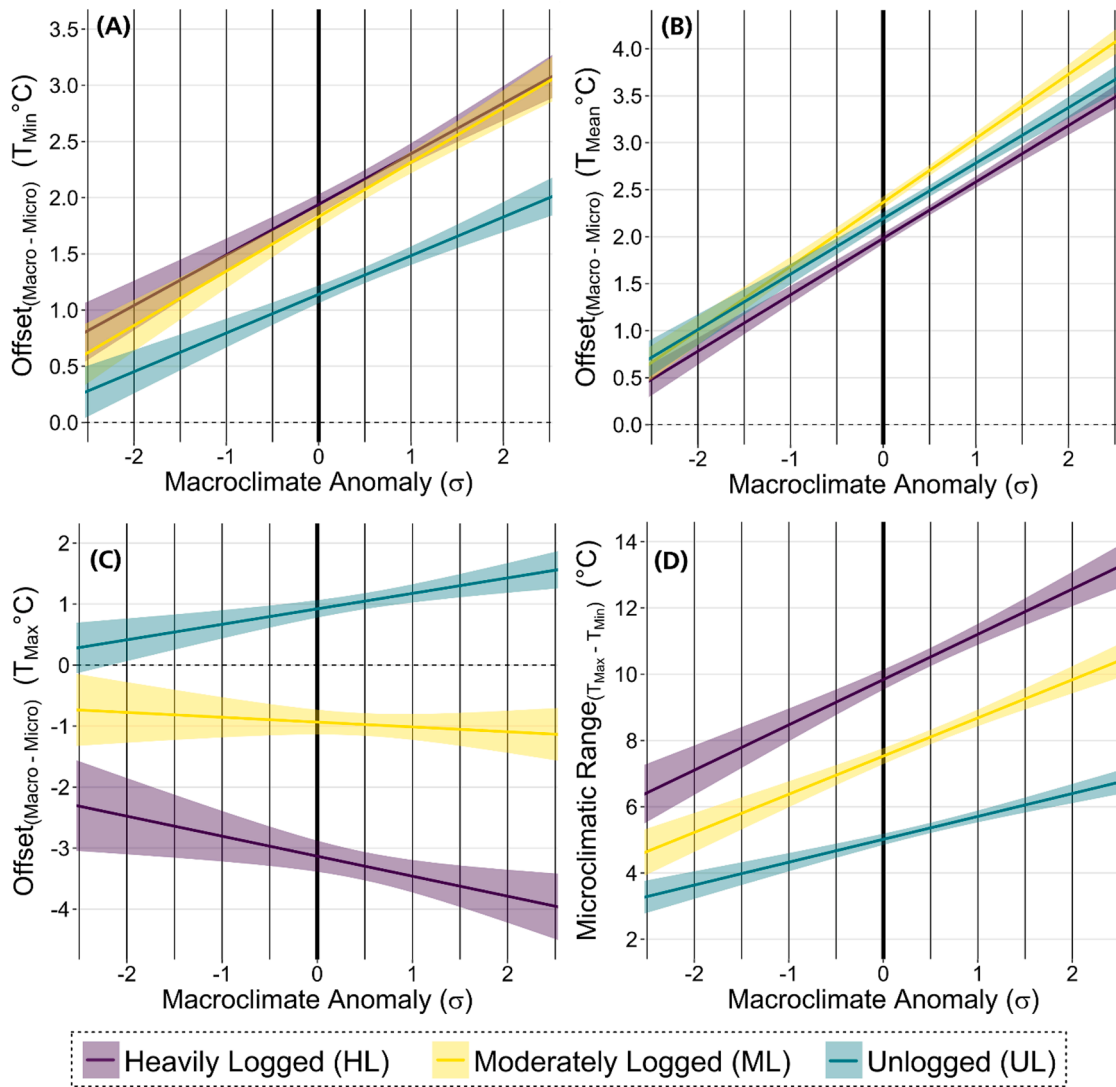 (A)
Offset(Macro - Micro) (TMin°C)
3.5
3.0
2.5
2.0
1.5
1.0
0.5
0.0
-2 -1 0 1 2
Macroclimate Anomaly (σ)
(B)
Offset(Macro - Micro) (TMean°C)
4.0
3.5
3.0
2.5
2.0
1.5
1.0
0.5
0.0
-2 -1 0 1 2
Macroclimate Anomaly (σ)
(C)
Offset(Macro - Micro) (TMax°C)
2
1
0
-1
-2
-3
-4
-2 -1 0 1 2
Macroclimate Anomaly (σ)
(D)
Microclimatic Range(TMax - TMin) (°C)
14
12
10
8
6
4
2
-2 -1 0 1 2
Macroclimate Anomaly (σ)
Heavily Logged (HL) Moderately Logged (ML) Unlogged (UL)